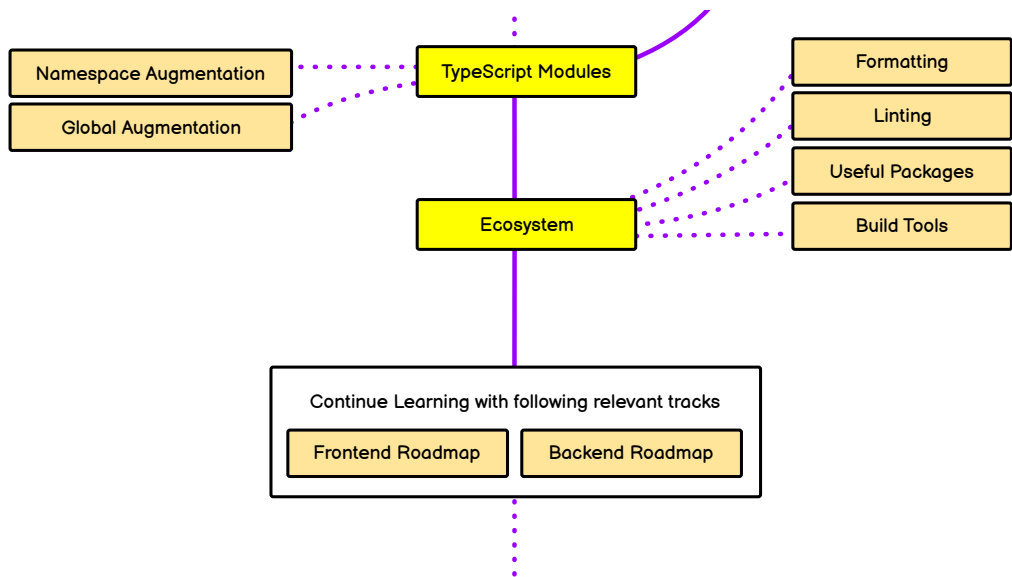 Namespace Augmentation
Global Augmentation
TypeScript Modules
Formatting
Linting
Useful Packages
Build Tools
Ecosystem
Continue Learning with following relevant tracks
Frontend Roadmap
Backend Roadmap